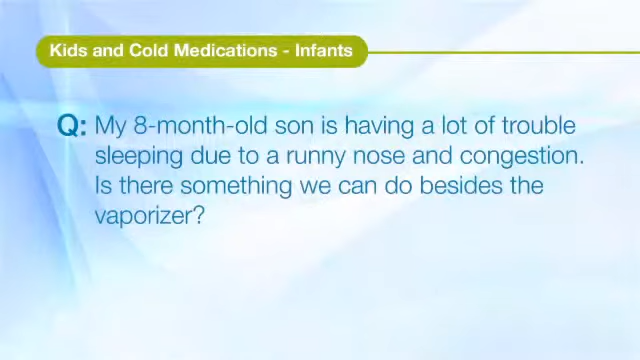 Kids and Cold Medications - Infants
Q: My 8-month-old son is having a lot of trouble
sleeping due to a runny nose and congestion.
Is there something we can do besides the
vaporizer?